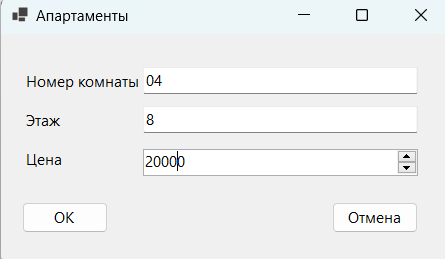 Апартаменты
Номер комнаты 04
Этаж 8
Цена 20000
OK Отмена